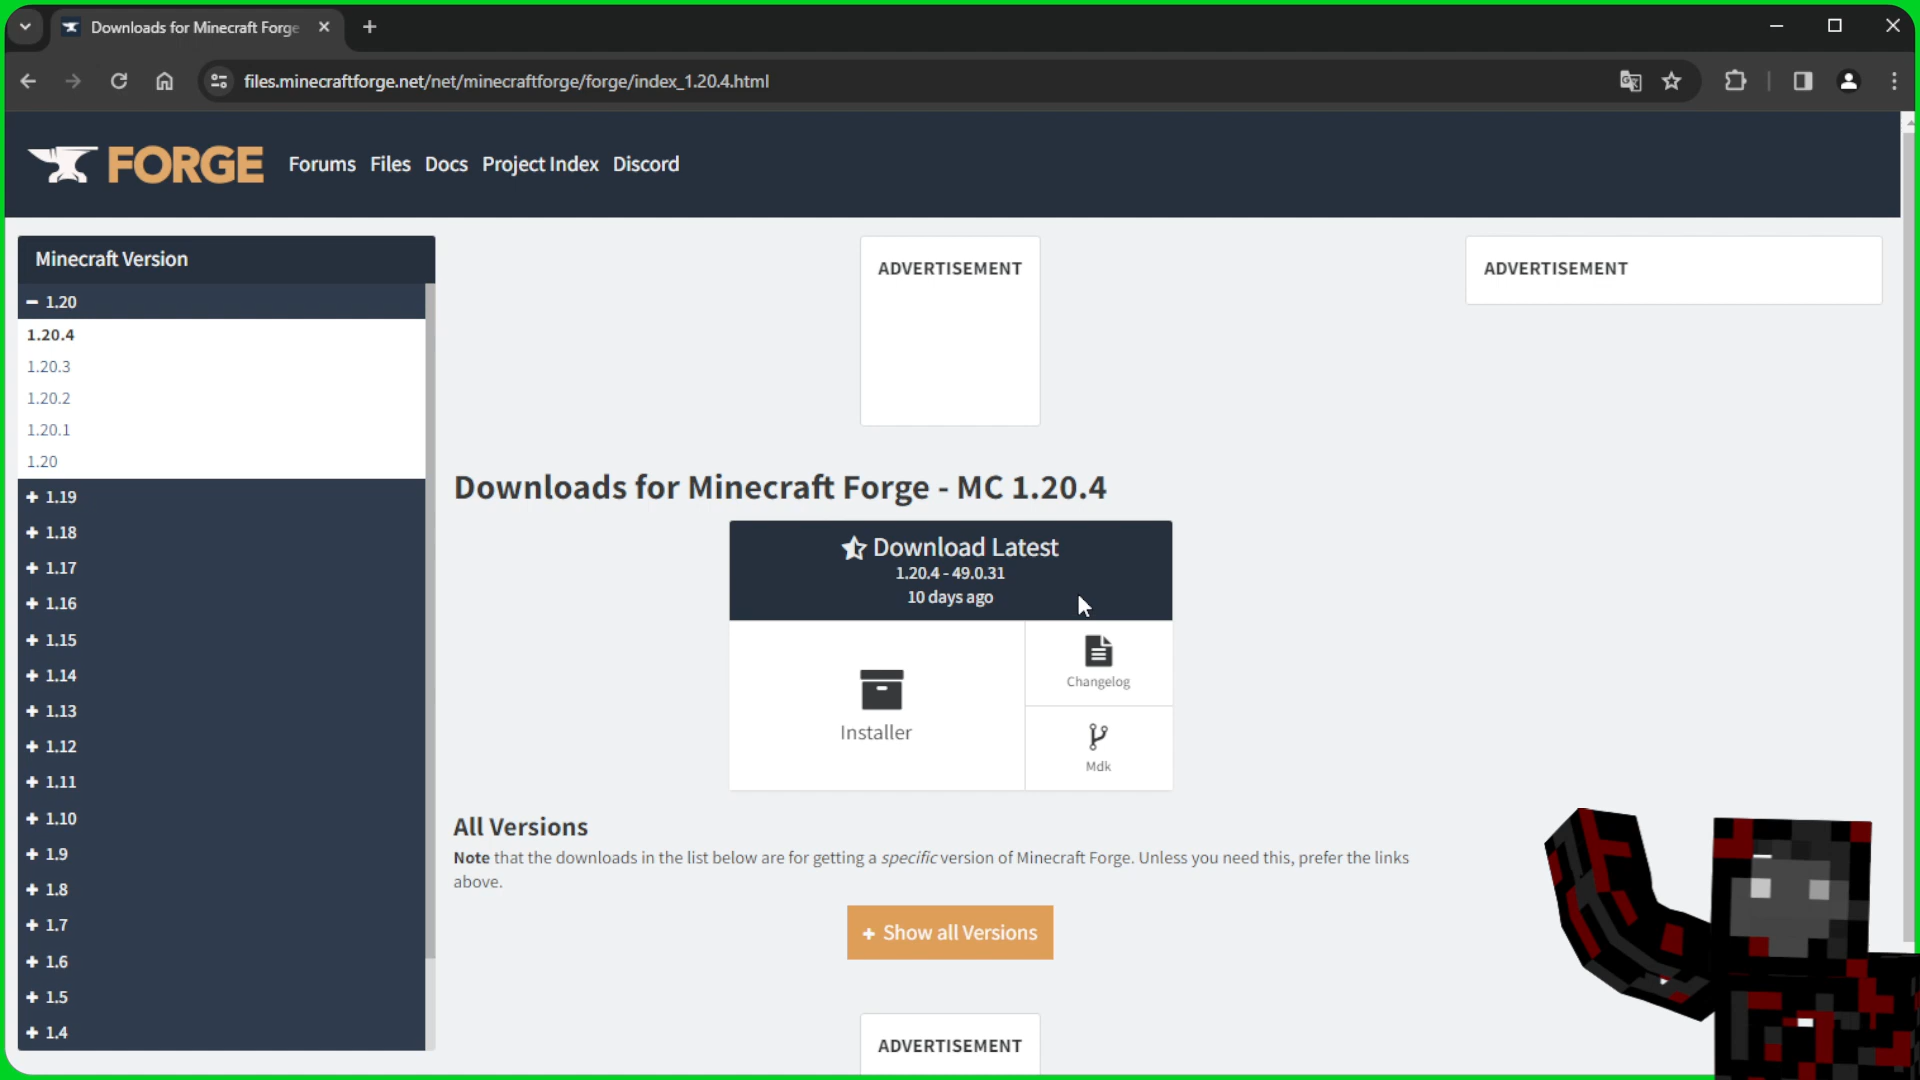 Downloads for Minecraft Forge
files.minecraftforge.net/net/minecraftforge/forge/index_1.20.4.html
FORGE Forums Files Docs Project Index Discord
Minecraft Version
1.20
1.20.4
1.20.3
1.20.2
1.20.1
1.20
1.19
1.18
1.17
1.16
1.15
1.14
1.13
1.12
1.11
1.10
1.9
1.8
1.7
1.6
1.5
1.4
ADVERTISEMENT
ADVERTISEMENT
Downloads for Minecraft Forge - MC 1.20.4
Download Latest
1.20.4 - 49.0.31
10 days ago
Installer
Changelog
Mdk
All Versions
Note that the downloads in the list below are for getting a specific version of Minecraft Forge. Unless you need this, prefer the links
above.
+ Show all Versions
ADVERTISEMENT